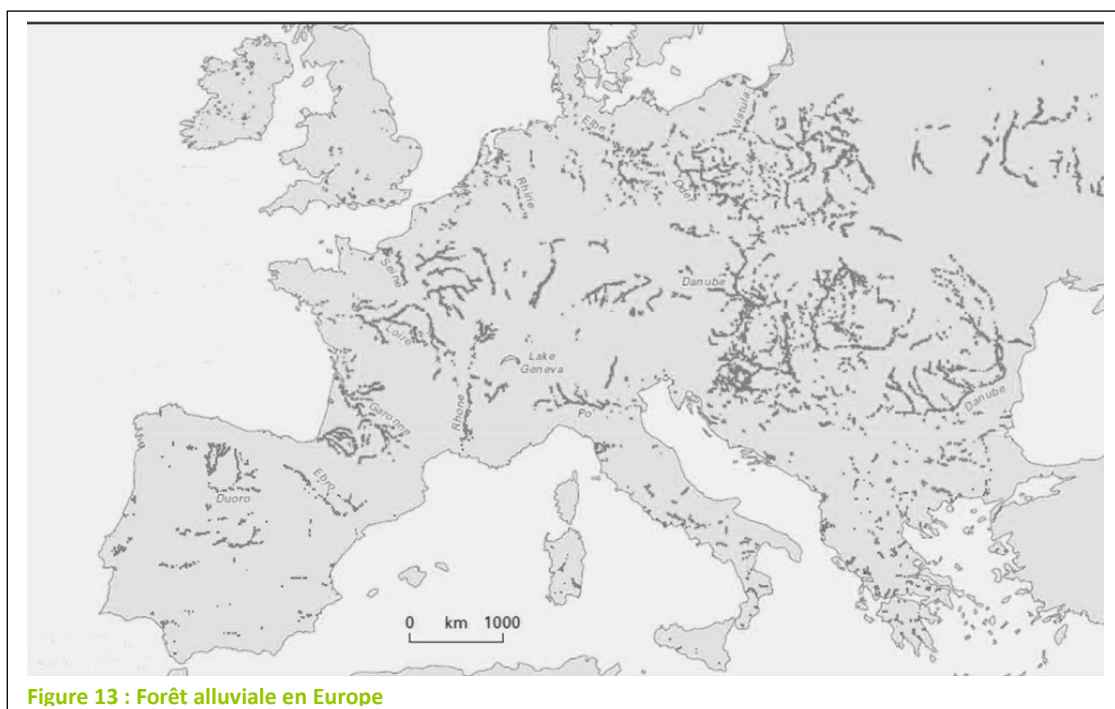 Vistula
Elbe
Rhine
Oder
Seine
Danube
Loire
Lake
Geneva
Rhone
Po
Garonne
Danube
Ebro
Duoro
0 km 1000
Figure 13 : Forêt alluviale en Europe